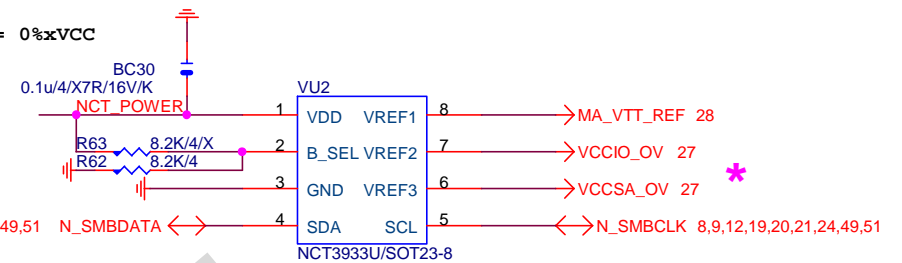 = 0%xVCC
BC30
0.1u/4/X7R/16V/K
NCT_POWER
VU2
1 VDD VREF1 8 MA_VTT_REF 28
R63 8.2K/4/X
2 B_SEL VREF2 7 VCCIO_OV 27
R62 8.2K/4
3 GND VREF3 6 VCCSA_OV 27
*
49,51 N_SMBDATA 4 SDA SCL 5 N_SMBCLK 8,9,12,19,20,21,24,49,51
NCT3933U/SOT23-8